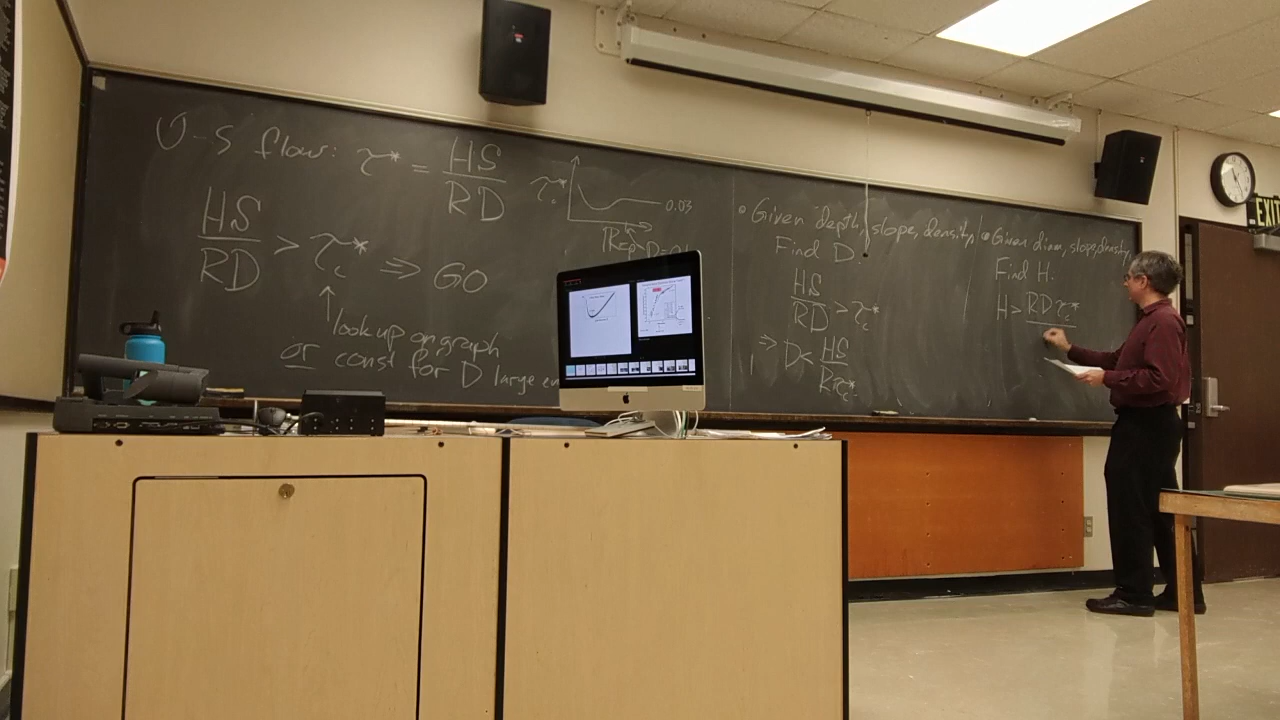 U-S flow: τ* = HS/RD
HS/RD > τc* ⇒ GO
↑
look up on graph
or const for D large
τc*
0.03
• Given depth, slope, density,
Find D.
HS/RD > τc*
⇒ D < HS/Rτc*
• Given diam, slope, density,
Find H.
H > RDτc*
EXIT